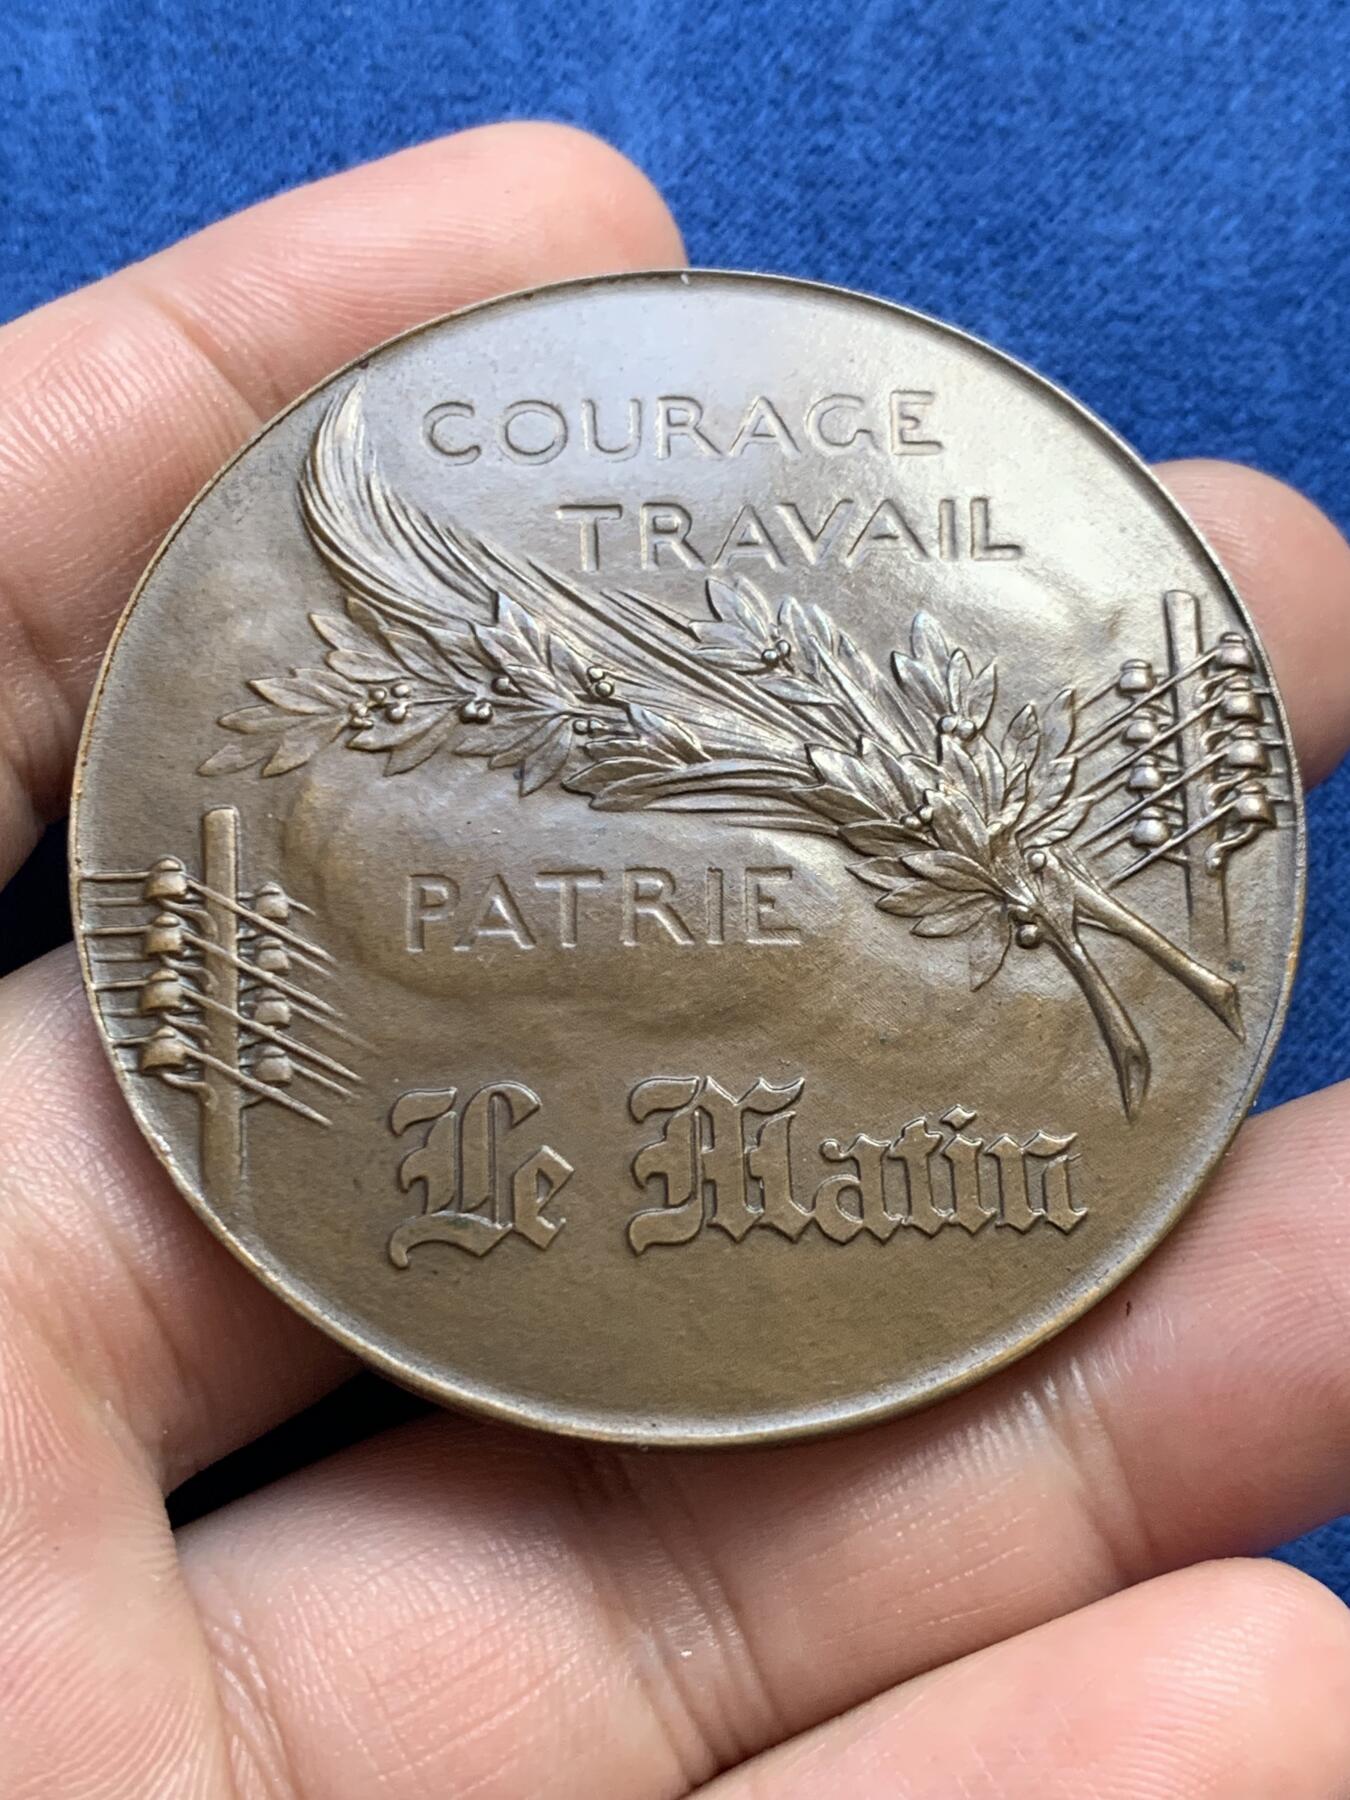 COURAGE
TRAVAIL
PATRIE
Le Matin